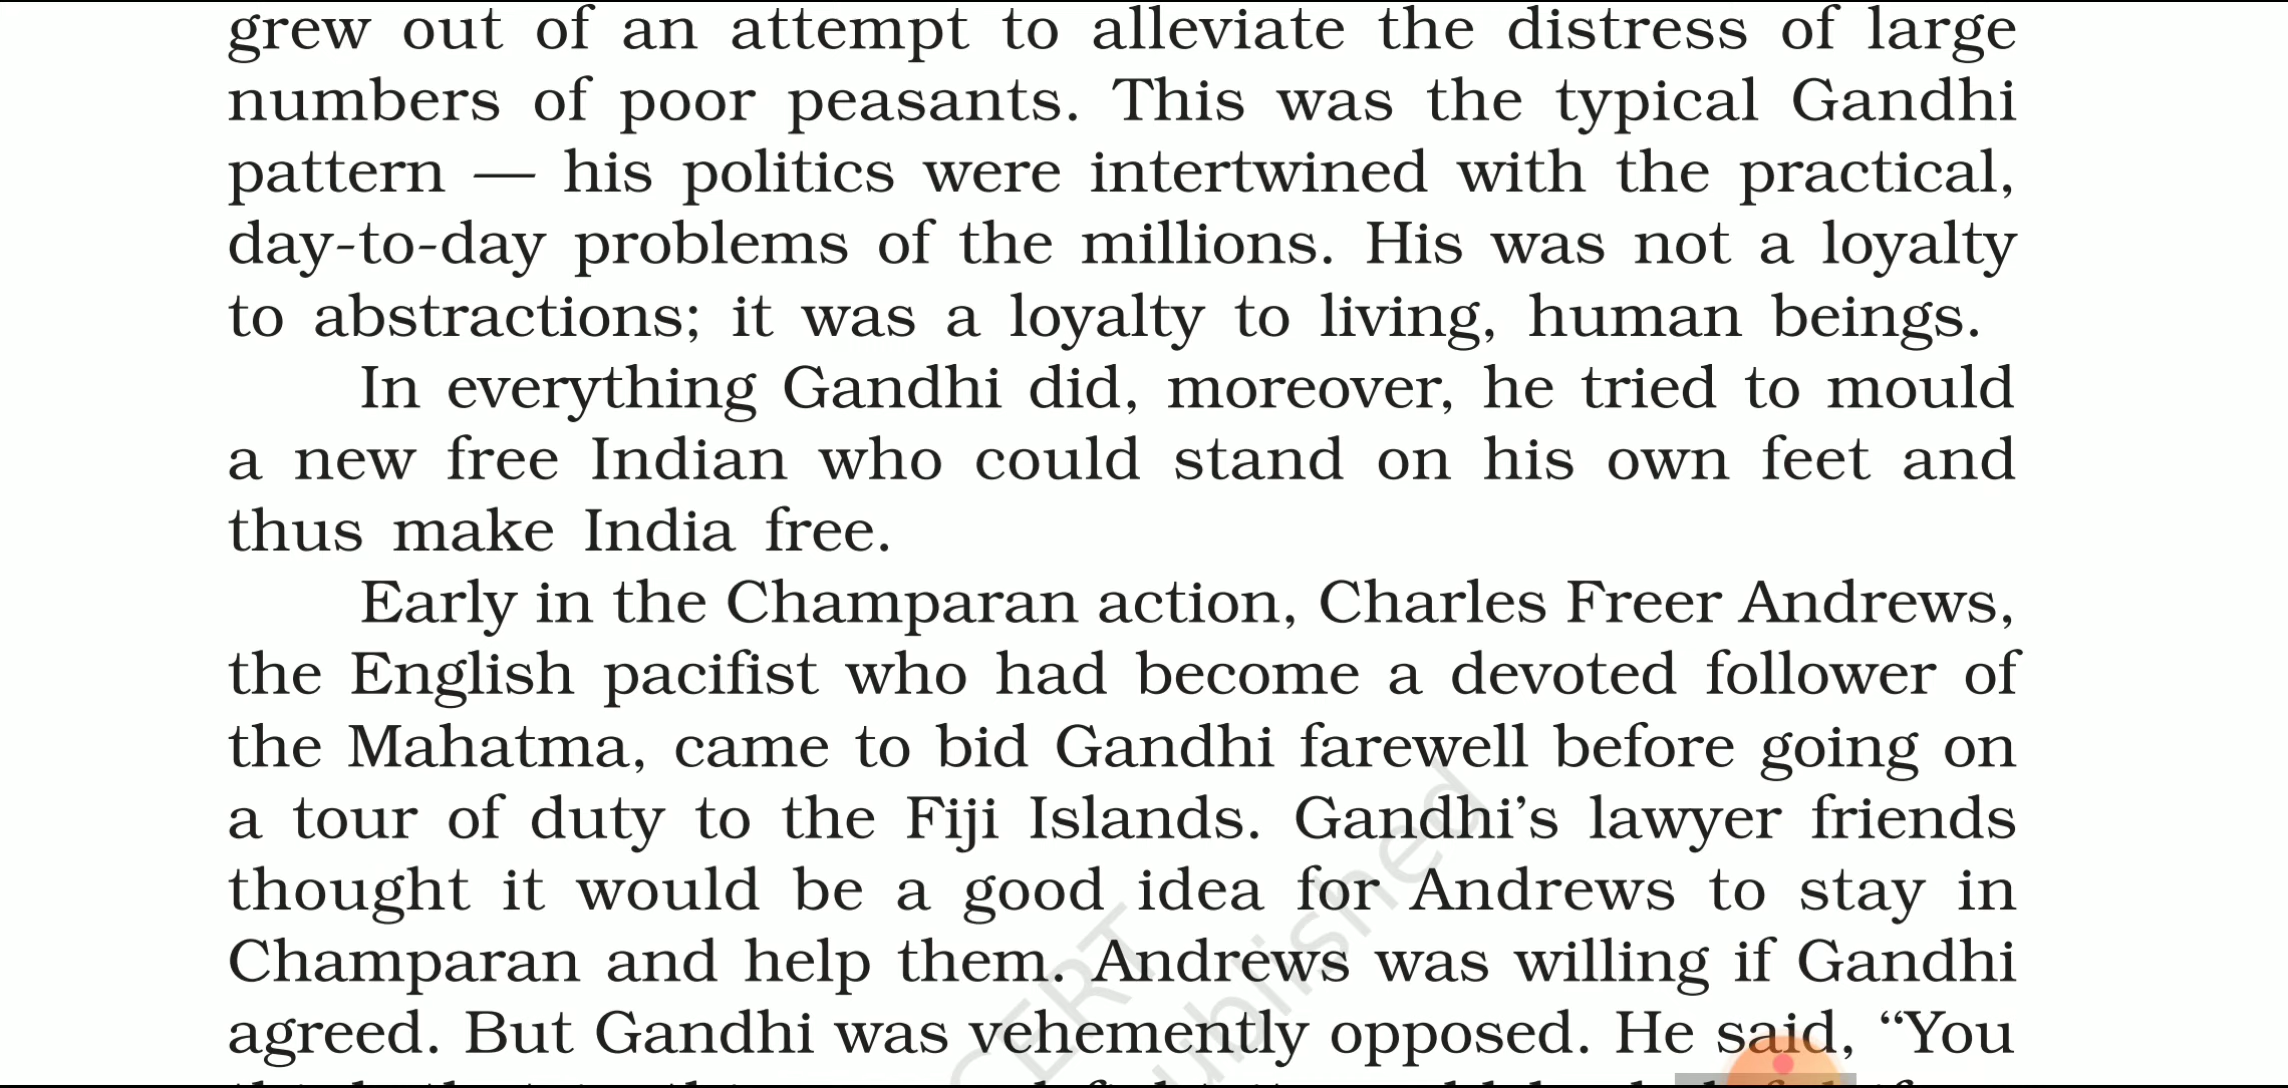 grew out of an attempt to alleviate the distress of large
numbers of poor peasants. This was the typical Gandhi
pattern — his politics were intertwined with the practical,
day-to-day problems of the millions. His was not a loyalty
to abstractions; it was a loyalty to living, human beings.
In everything Gandhi did, moreover, he tried to mould
a new free Indian who could stand on his own feet and
thus make India free.
Early in the Champaran action, Charles Freer Andrews,
the English pacifist who had become a devoted follower of
the Mahatma, came to bid Gandhi farewell before going on
a tour of duty to the Fiji Islands. Gandhi’s lawyer friends
thought it would be a good idea for Andrews to stay in
Champaran and help them. Andrews was willing if Gandhi
agreed. But Gandhi was vehemently opposed. He said, “You